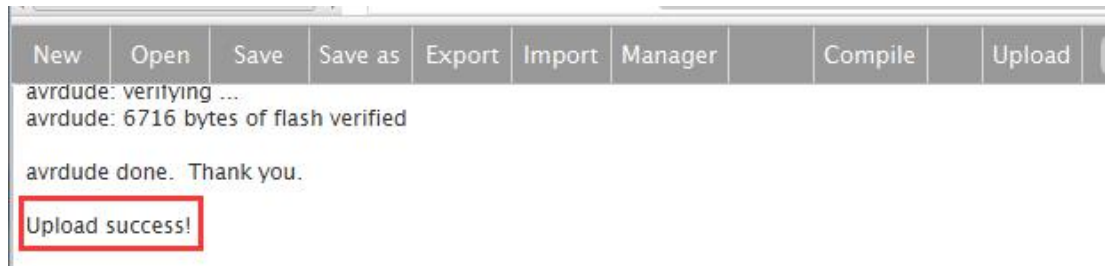 New Open Save Save as Export Import Manager Compile Upload
avrdude: verifying ...
avrdude: 6716 bytes of flash verified
avrdude done.  Thank you.
Upload success!